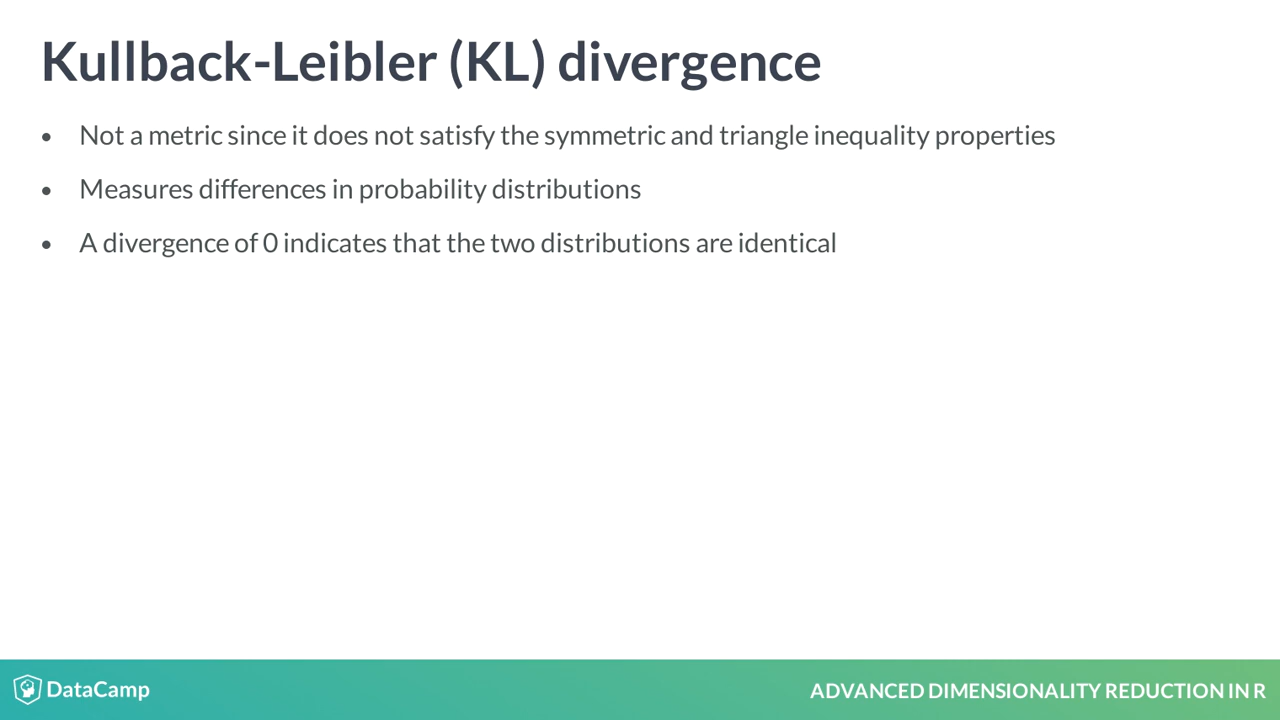 Kullback-Leibler (KL) divergence
• Not a metric since it does not satisfy the symmetric and triangle inequality properties
• Measures differences in probability distributions
• A divergence of 0 indicates that the two distributions are identical
DataCamp
ADVANCED DIMENSIONALITY REDUCTION IN R